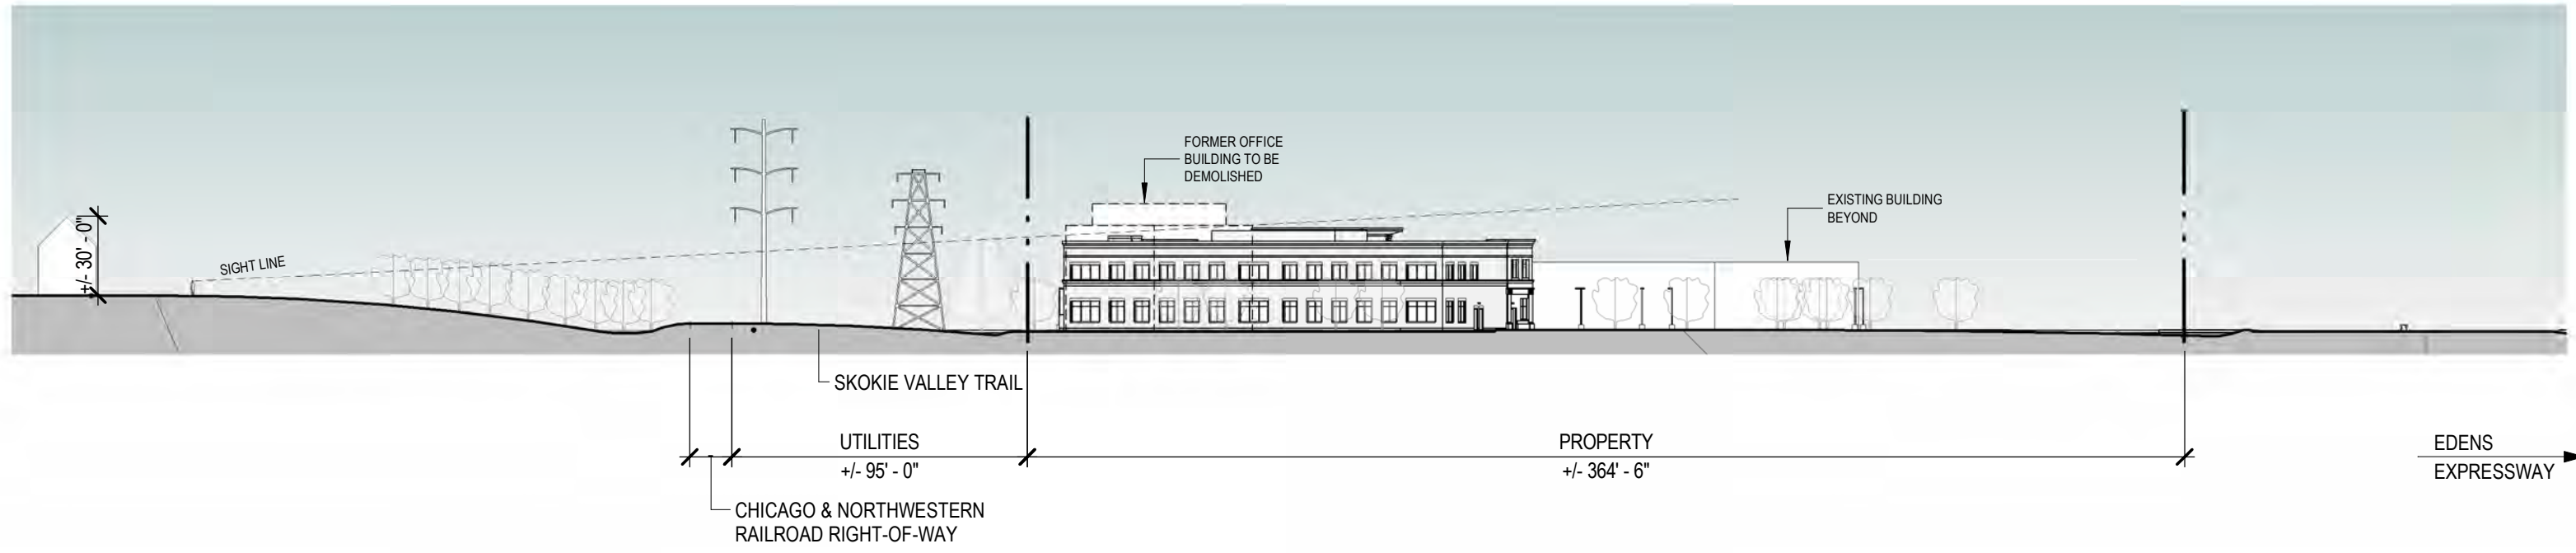 FORMER OFFICE
BUILDING TO BE
DEMOLISHED
EXISTING BUILDING
BEYOND
+/- 30' - 0"
SIGHT LINE
SKOKIE VALLEY TRAIL
UTILITIES
+/- 95' - 0"
PROPERTY
+/- 364' - 6"
EDENS
EXPRESSWAY
CHICAGO & NORTHWESTERN
RAILROAD RIGHT-OF-WAY